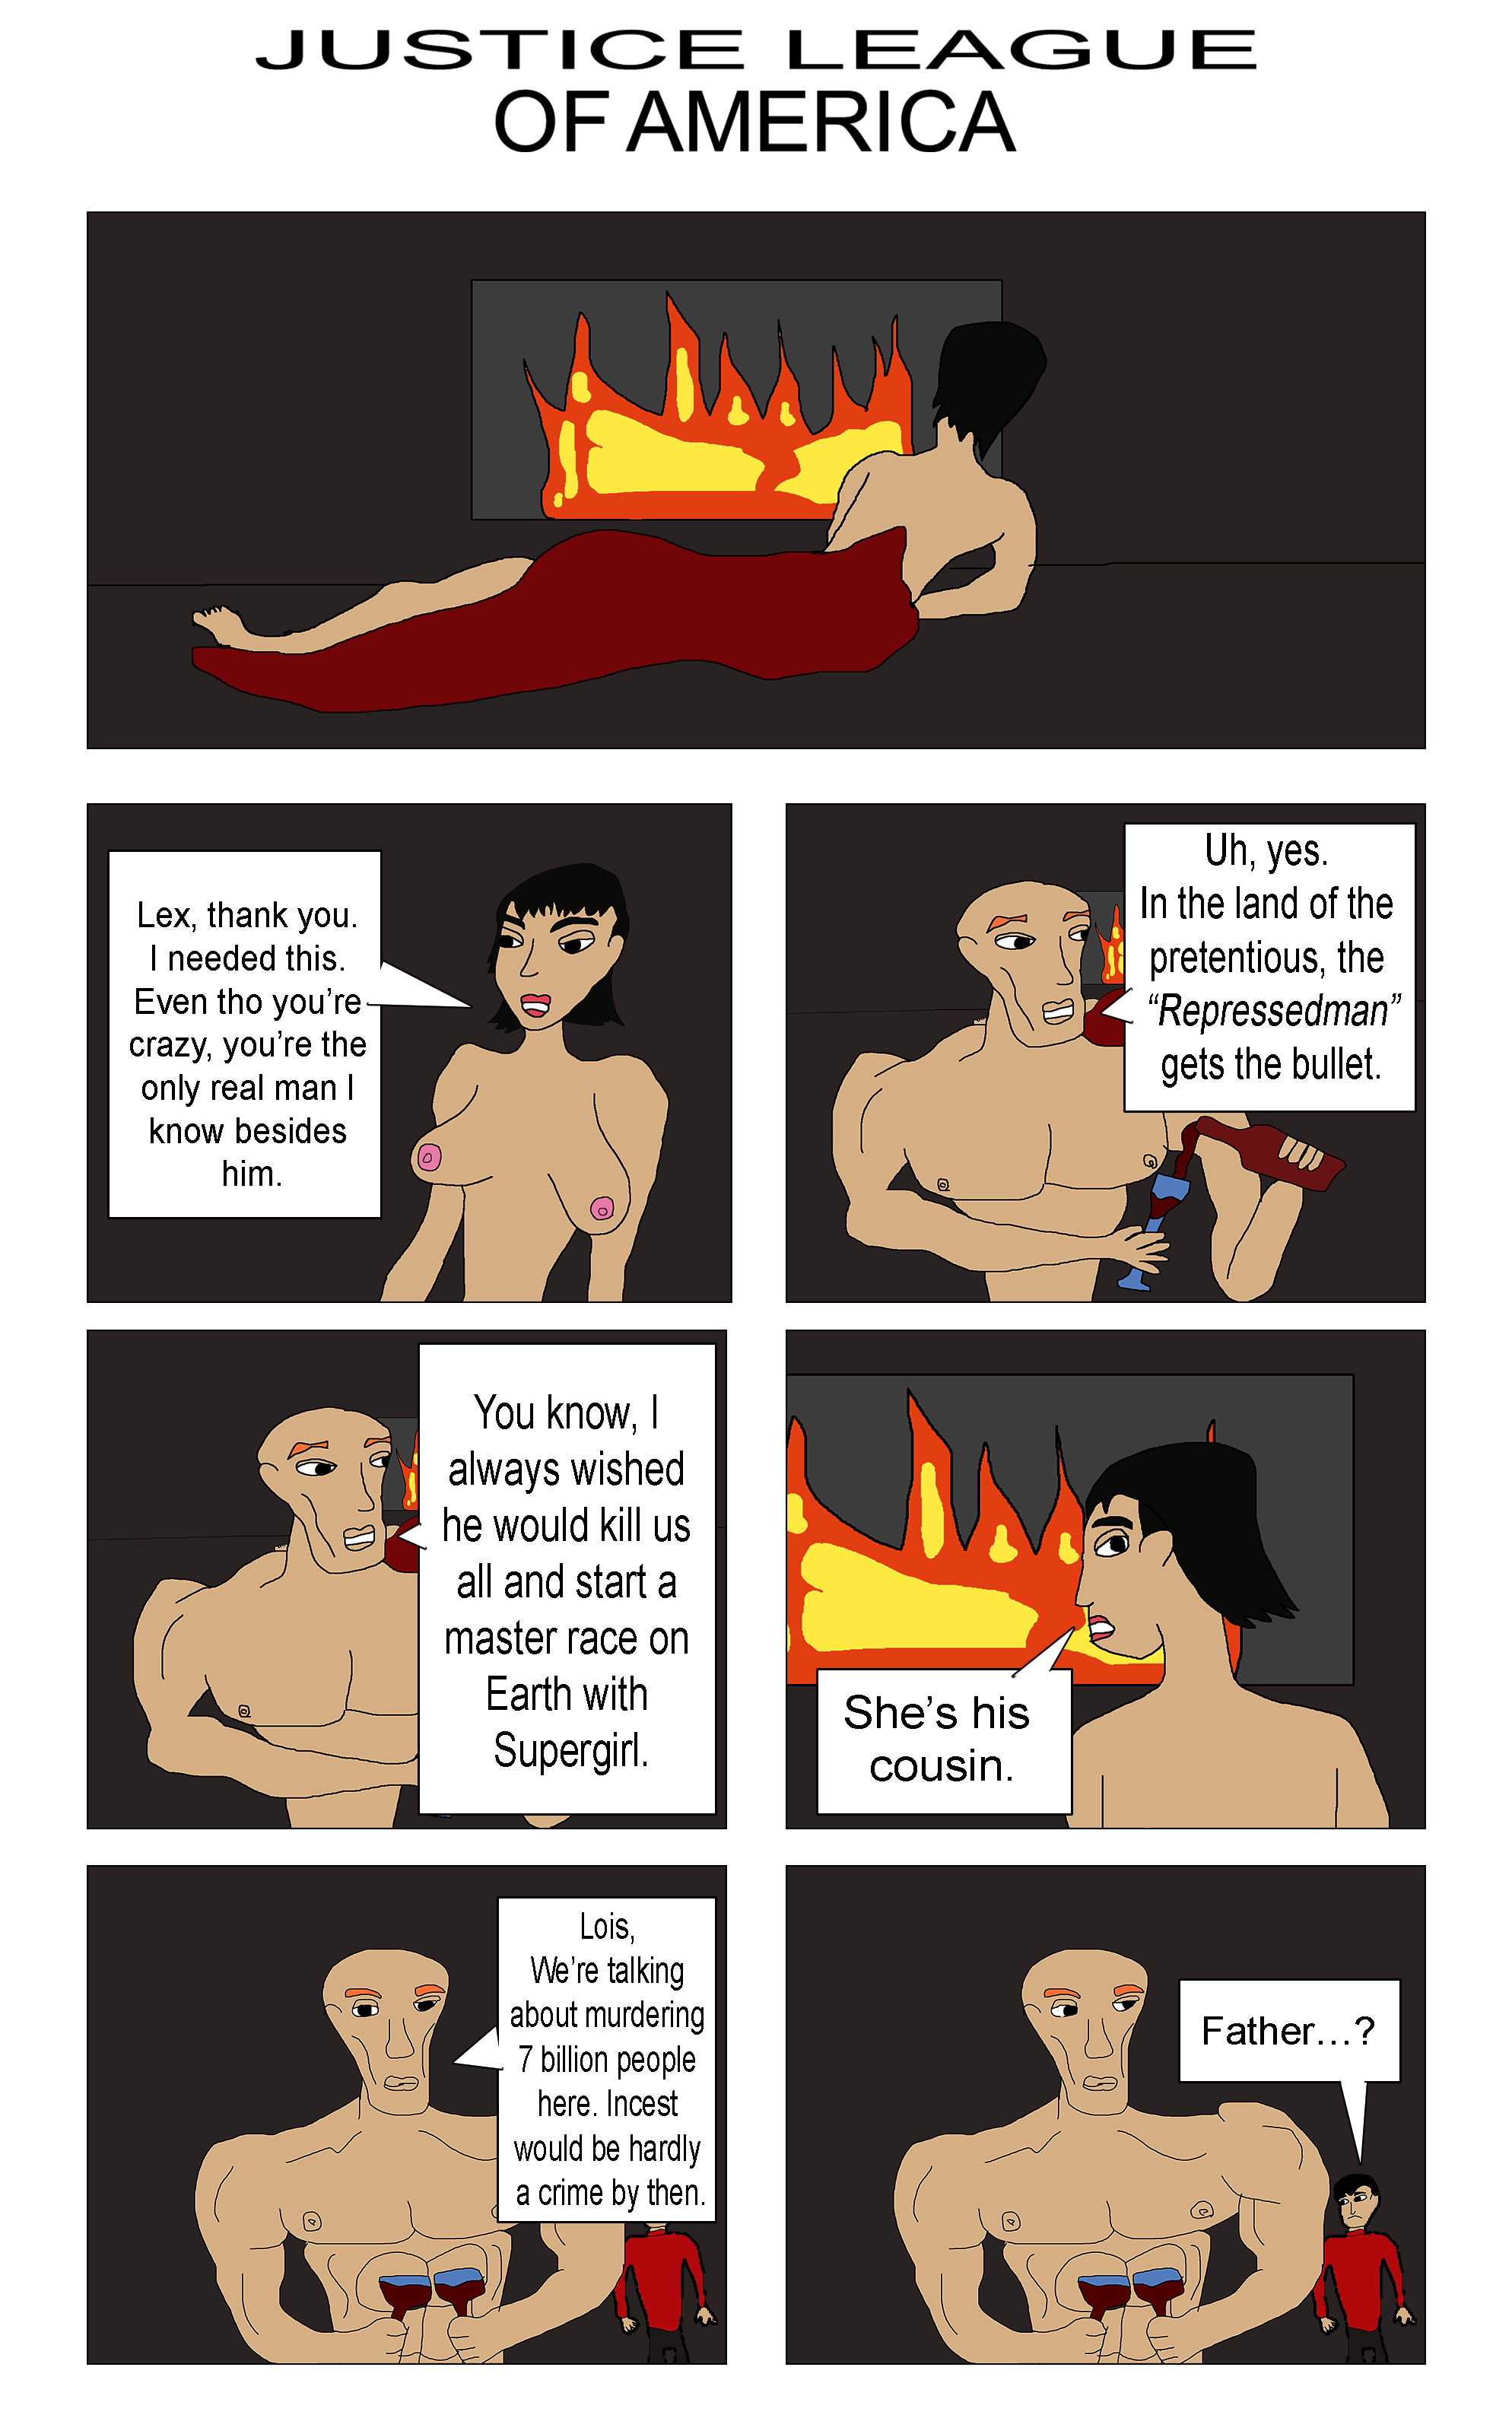 JUSTICE LEAGUE
OF AMERICA
Lex, thank you.
I needed this.
Even tho you're
crazy, you're the
only real man I
know besides
him.
Uh, yes.
In the land of the
pretentious, the
“Repressedman”
gets the bullet.
You know, I
always wished
he would kill us
all and start a
master race on
Earth with
Supergirl.
She's his
cousin.
Lois,
We're talking
about murdering
7 billion people
here. Incest
would be hardly
a crime by then.
Father...?